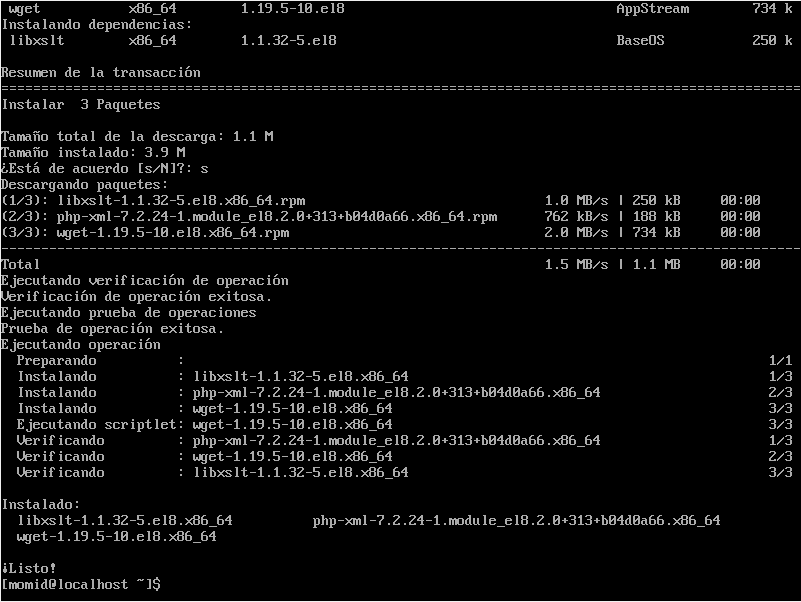 wget x86_64 1.19.5-10.el8 AppStream 734 k
Instalando dependencias:
libxslt x86_64 1.1.32-5.el8 BaseOS 250 k
Resumen de la transacción
================================================================================
Instalar 3 Paquetes
Tamaño total de la descarga: 1.1 M
Tamaño instalado: 3.9 M
¿Está de acuerdo [s/N]?: s
Descargando paquetes:
(1/3): libxslt-1.1.32-5.el8.x86_64.rpm 1.0 MB/s | 250 kB 00:00
(2/3): php-xml-7.2.24-1.module_el8.2.0+313+b04d0a66.x86_64.rpm 762 kB/s | 188 kB 00:00
(3/3): wget-1.19.5-10.el8.x86_64.rpm 2.0 MB/s | 734 kB 00:00
--------------------------------------------------------------------------------
Total 1.5 MB/s | 1.1 MB 00:00
Ejecutando verificación de operación
Verificación de operación exitosa.
Ejecutando prueba de operaciones
Prueba de operación exitosa.
Ejecutando operación
Preparando : 1/1
Instalando : libxslt-1.1.32-5.el8.x86_64 1/3
Instalando : php-xml-7.2.24-1.module_el8.2.0+313+b04d0a66.x86_64 2/3
Instalando : wget-1.19.5-10.el8.x86_64 3/3
Ejecutando scriptlet: wget-1.19.5-10.el8.x86_64 3/3
Verificando : php-xml-7.2.24-1.module_el8.2.0+313+b04d0a66.x86_64 1/3
Verificando : wget-1.19.5-10.el8.x86_64 2/3
Verificando : libxslt-1.1.32-5.el8.x86_64 3/3
Instalado:
libxslt-1.1.32-5.el8.x86_64 php-xml-7.2.24-1.module_el8.2.0+313+b04d0a66.x86_64
wget-1.19.5-10.el8.x86_64
¡Listo!
[momid@localhost ~]$